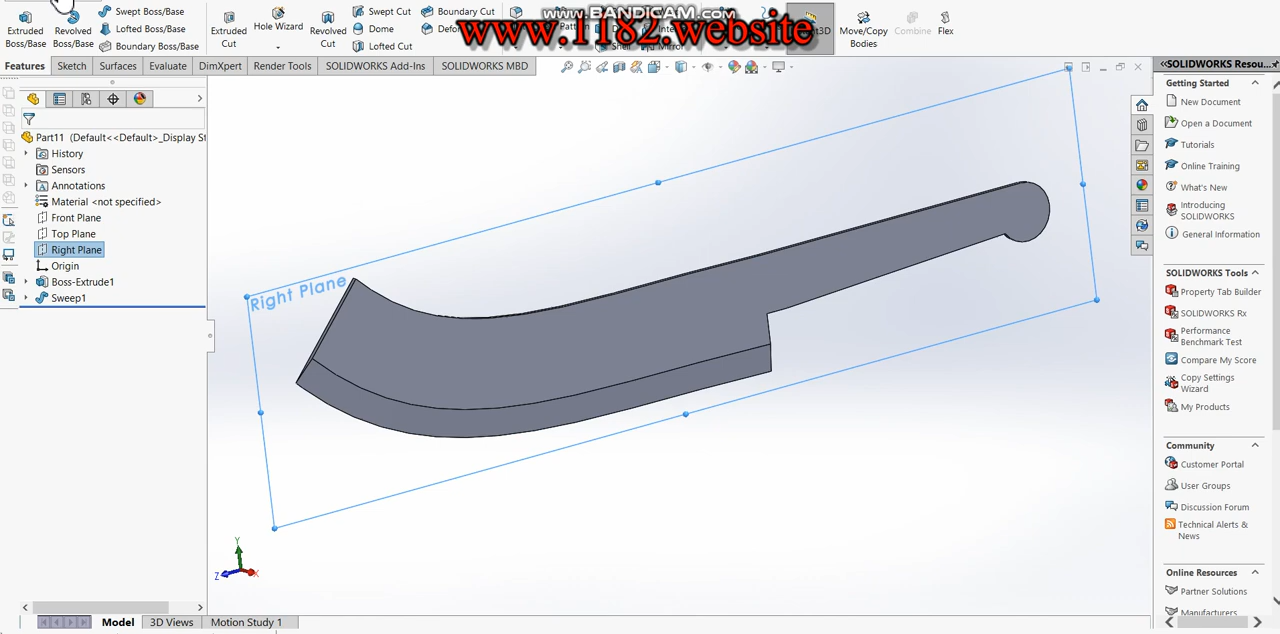 www.BANDICAM.COM
www.1182.website
Extruded
Boss/Base
Revolved
Boss/Base
Swept Boss/Base
Lofted Boss/Base
Boundary Boss/Base
Extruded
Cut
Hole Wizard
Revolved
Cut
Swept Cut
Dome
Lofted Cut
Boundary Cut
Move/Copy
Bodies
Combine
Flex
Features
Sketch
Surfaces
Evaluate
DimXpert
Render Tools
SOLIDWORKS Add-Ins
SOLIDWORKS MBD
Part11 (Default<<Default>_Display St
History
Sensors
Annotations
Material <not specified>
Front Plane
Top Plane
Right Plane
Origin
Boss-Extrude1
Sweep1
Right Plane
Y
Z
X
Model
3D Views
Motion Study 1
SOLIDWORKS Resou...
Getting Started
New Document
Open a Document
Tutorials
Online Training
What's New
Introducing
SOLIDWORKS
General Information
SOLIDWORKS Tools
Property Tab Builder
SOLIDWORKS Rx
Performance
Benchmark Test
Compare My Score
Copy Settings
Wizard
My Products
Community
Customer Portal
User Groups
Discussion Forum
Technical Alerts &
News
Online Resources
Partner Solutions
Manufacturers